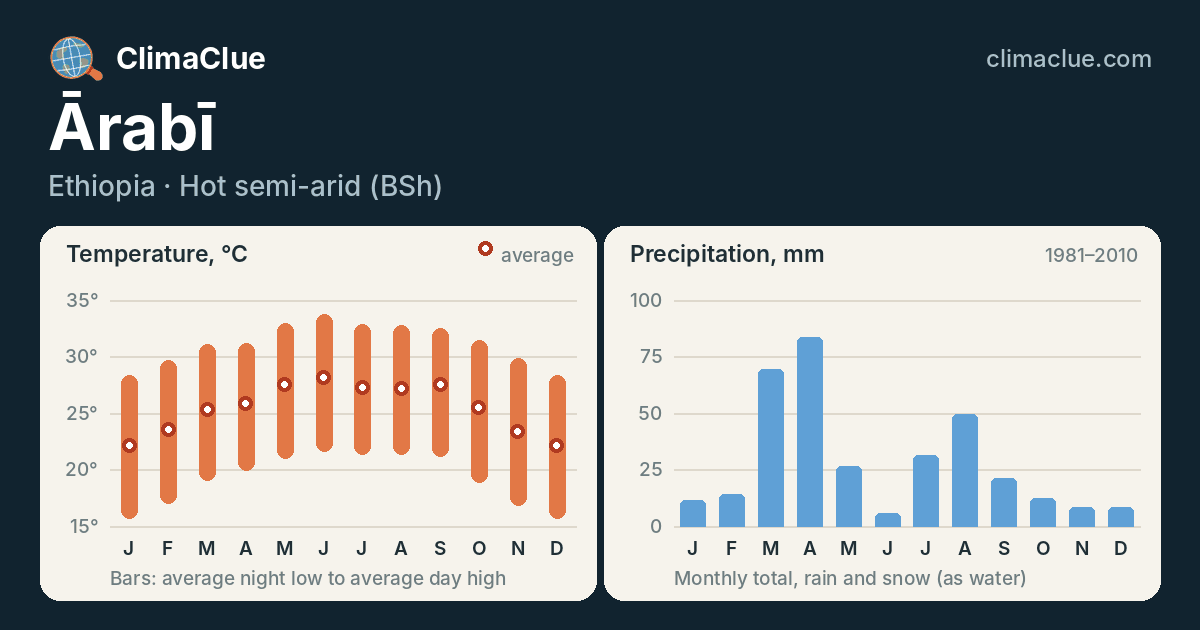 ClimaClue
climaclue.com
Ārabī
Ethiopia · Hot semi-arid (BSh)
Temperature, °C
average
35°
30°
25°
20°
15°
J F M A M J J A S O N D
Bars: average night low to average day high
Precipitation, mm
1981–2010
100
75
50
25
0
J F M A M J J A S O N D
Monthly total, rain and snow (as water)